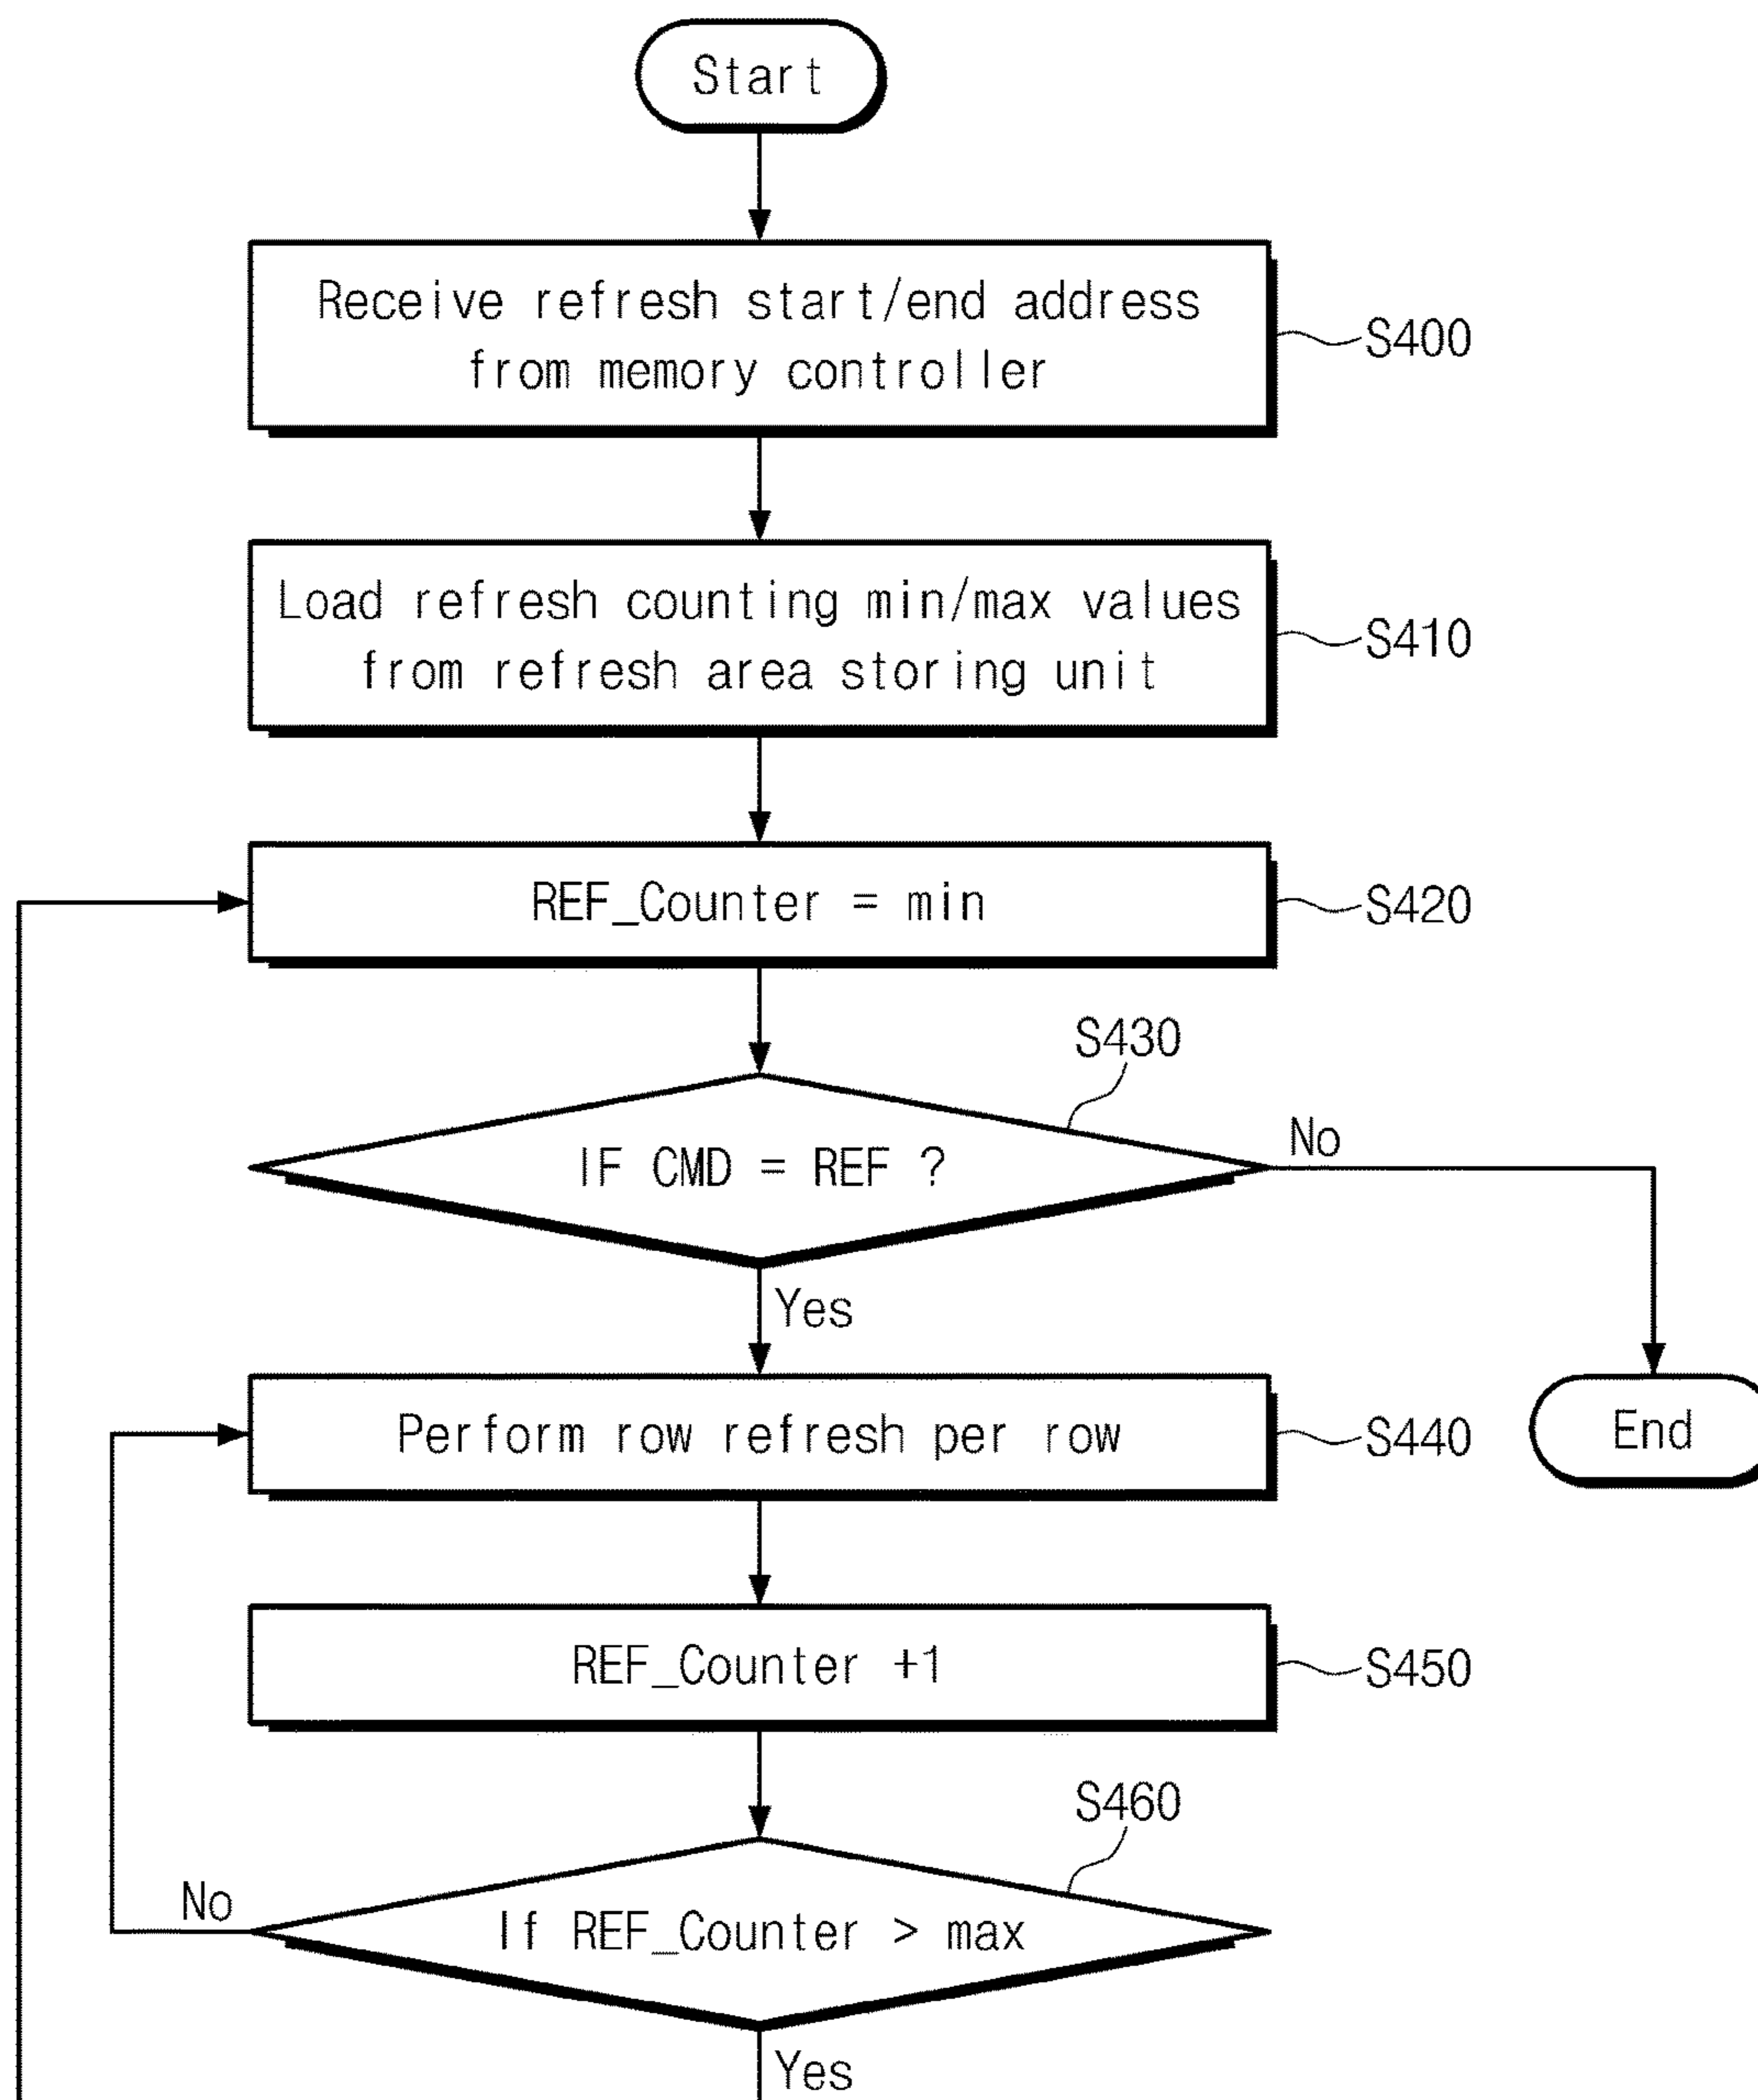 Start
Receive refresh start/end address
from memory controller
S400
Load refresh counting min/max values
from refresh area storing unit
S410
REF_Counter = min
S420
S430
IF CMD = REF ?
No
Yes
Perform row refresh per row
S440
End
REF_Counter +1
S450
S460
If REF_Counter > max
No
Yes